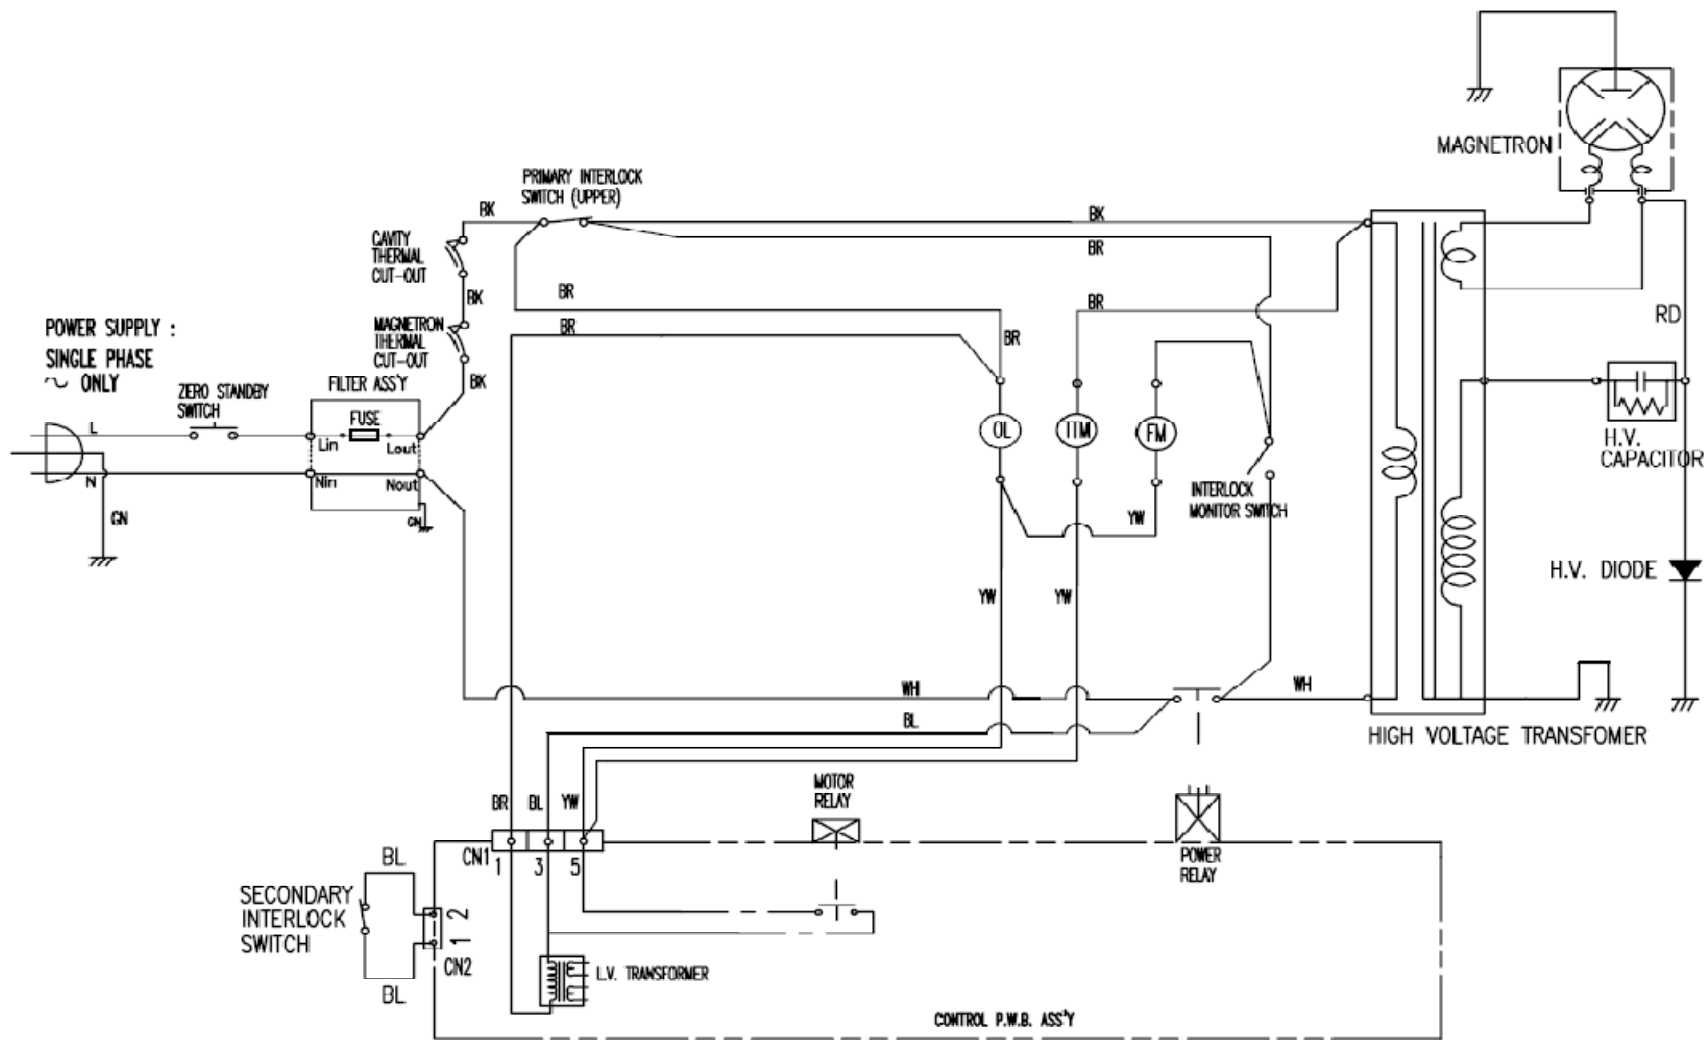 MAGNETRON
PRIMARY INTERLOCK
SWITCH (UPPER)
BK
BK
BR
CAVITY
THERMAL
CUT-OUT
BK
BR
BR
BR
BR
RD
MAGNETRON
THERMAL
CUT-OUT
BK
POWER SUPPLY :
SINGLE PHASE
~ ONLY
ZERO STANDBY
SWITCH
FILTER ASS'Y
FUSE
L
Lin
Lout
N
Nin
Nout
GN
GN
OL
TTM
FM
YW
INTERLOCK
MONITOR SWITCH
H.V.
CAPACITOR
YW
YW
H.V. DIODE
WH
WH
BL
HIGH VOLTAGE TRANSFOMER
BR
BL
YW
MOTOR
RELAY
POWER
RELAY
CN1
1
3
5
BL
SECONDARY
INTERLOCK
SWITCH
2
1
CN2
BL
L.V. TRANSFORMER
CONTROL P.W.B. ASS'Y